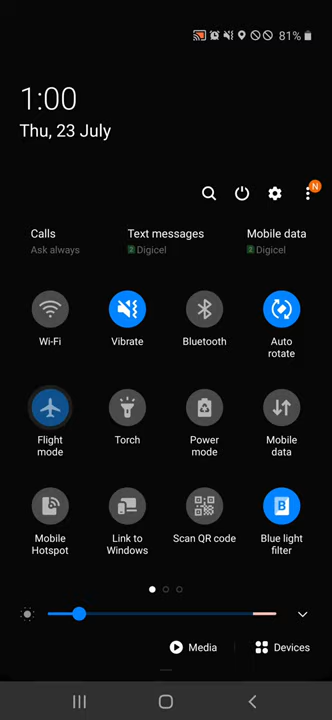 81%
1:00
Thu, 23 July
N
Calls
Text messages
Mobile data
Ask always
2 Digicel
2 Digicel
Wi-Fi
Vibrate
Bluetooth
Auto
rotate
Flight
mode
Torch
Power
mode
Mobile
data
Mobile
Hotspot
Link to
Windows
Scan QR code
Blue light
filter
B
Media
Devices